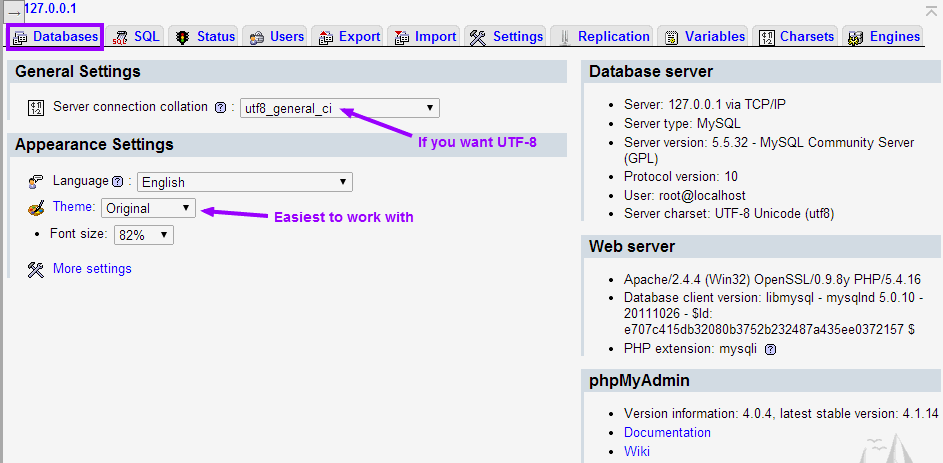 127.0.0.1
Databases SQL Status Users Export Import Settings Replication Variables Charsets Engines
General Settings
Server connection collation : utf8_general_ci
If you want UTF-8
Appearance Settings
Language : English
Theme: Original
Easiest to work with
Font size: 82%
More settings
Database server
Server: 127.0.0.1 via TCP/IP
Server type: MySQL
Server version: 5.5.32 - MySQL Community Server
(GPL)
Protocol version: 10
User: root@localhost
Server charset: UTF-8 Unicode (utf8)
Web server
Apache/2.4.4 (Win32) OpenSSL/0.9.8y PHP/5.4.16
Database client version: libmysql - mysqlnd 5.0.10 -
20111026 - $Id:
e707c415db32080b3752b232487a435ee0372157 $
PHP extension: mysqli
phpMyAdmin
Version information: 4.0.4, latest stable version: 4.1.14
Documentation
Wiki